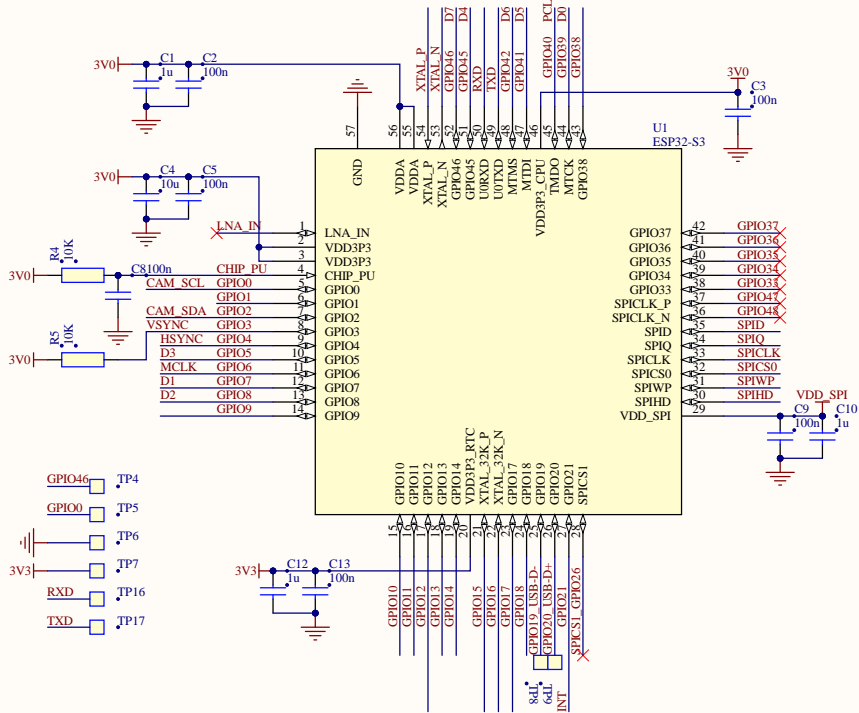 3V0
C1
1u
C2
100n
XTAL_P
XTAL_N
GPIO46
D7
GPIO45
D4
RXD
TXD
GPIO42
D6
GPIO41
D5
GPIO40
PCL
GPIO39
D0
GPIO38
3V0
C3
100n
57
56
55
54
53
52
51
50
49
48
47
46
45
44
43
U1
ESP32-S3
GND
VDDA
VDDA
XTAL_P
XTAL_N
GPIO46
GPIO45
U0RXD
U0TXD
MTMS
MTDI
VDD3P3_CPU
TMDO
MTCK
GPIO38
3V0
C4
10u
C5
100n
LNA_IN 1 LNA_IN
2 VDD3P3
3 VDD3P3
CHIP_PU 4 CHIP_PU
CAM_SCL GPIO0 5 GPIO0
GPIO1 6 GPIO1
CAM_SDA GPIO2 7 GPIO2
VSYNC GPIO3 8 GPIO3
HSYNC GPIO4 9 GPIO4
D3 GPIO5 10 GPIO5
MCLK GPIO6 11 GPIO6
D1 GPIO7 12 GPIO7
D2 GPIO8 13 GPIO8
GPIO9 14 GPIO9
3V0
R4
10K
C8
100n
3V0
R5
10K
GPIO37 42 GPIO37
GPIO36 41 GPIO36
GPIO35 40 GPIO35
GPIO34 39 GPIO34
GPIO33 38 GPIO33
SPICLK_P 37 GPIO47
SPICLK_N 36 GPIO48
SPID 35 SPID
SPIQ 34 SPIQ
SPICLK 33 SPICLK
SPICS0 32 SPICS0
SPIWP 31 SPIWP
SPIHD 30 SPIHD
VDD_SPI 29
VDD_SPI
C9
100n
C10
1u
GPIO10
GPIO11
GPIO12
GPIO13
GPIO14
VDD3P3_RTC
XTAL_32K_P
XTAL_32K_N
GPIO17
GPIO18
GPIO19
GPIO20
GPIO21
SPICS1
15
16
17
18
19
20
21
22
23
24
25
26
27
28
GPIO46 TP4
GPIO0 TP5
TP6
3V3 TP7
RXD TP16
TXD TP17
3V3
C12
1u
C13
100n
GPIO10
GPIO11
GPIO12
GPIO13
GPIO14
GPIO15
GPIO16
GPIO17
GPIO18
GPIO19_USB-D-
GPIO20_USB-D+
GPIO21
SPICS1_GPIO26
TP8
TP9
INT